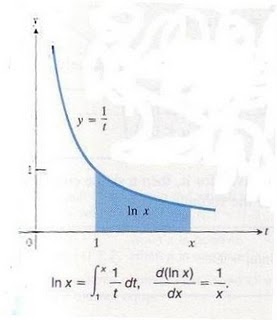 y
y = 1/t
1
ln x
0
1
x
t
ln x = ∫₁ˣ 1/t dt, d(ln x)/dx = 1/x.